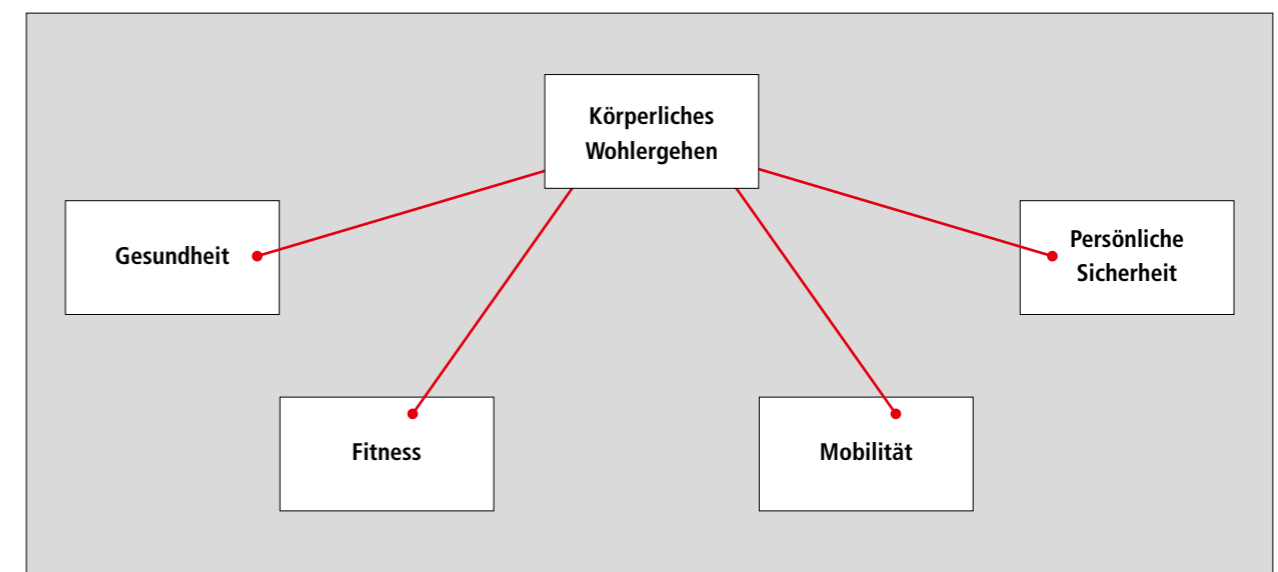 Körperliches
Wohlergehen
Gesundheit
Persönliche
Sicherheit
Fitness
Mobilität